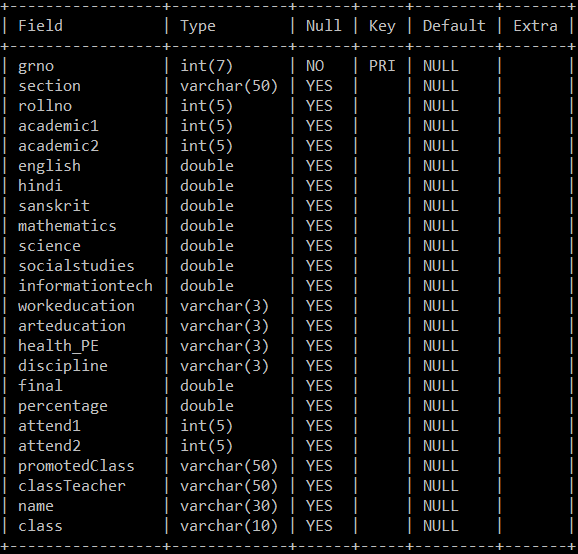 +-----------------+-------------+------+-----+---------+-------+
| Field           | Type        | Null | Key | Default | Extra |
+-----------------+-------------+------+-----+---------+-------+
| grno            | int(7)      | NO   | PRI | NULL    |       |
| section         | varchar(50) | YES  |     | NULL    |       |
| rollno          | int(5)      | YES  |     | NULL    |       |
| academic1       | int(5)      | YES  |     | NULL    |       |
| academic2       | int(5)      | YES  |     | NULL    |       |
| english         | double      | YES  |     | NULL    |       |
| hindi           | double      | YES  |     | NULL    |       |
| sanskrit        | double      | YES  |     | NULL    |       |
| mathematics     | double      | YES  |     | NULL    |       |
| science         | double      | YES  |     | NULL    |       |
| socialstudies   | double      | YES  |     | NULL    |       |
| informationtech | double      | YES  |     | NULL    |       |
| workeducation   | varchar(3)  | YES  |     | NULL    |       |
| arteducation    | varchar(3)  | YES  |     | NULL    |       |
| health_PE       | varchar(3)  | YES  |     | NULL    |       |
| discipline      | varchar(3)  | YES  |     | NULL    |       |
| final           | double      | YES  |     | NULL    |       |
| percentage      | double      | YES  |     | NULL    |       |
| attend1         | int(5)      | YES  |     | NULL    |       |
| attend2         | int(5)      | YES  |     | NULL    |       |
| promotedClass   | varchar(50) | YES  |     | NULL    |       |
| classTeacher    | varchar(50) | YES  |     | NULL    |       |
| name            | varchar(30) | YES  |     | NULL    |       |
| class           | varchar(10) | YES  |     | NULL    |       |
+-----------------+-------------+------+-----+---------+-------+